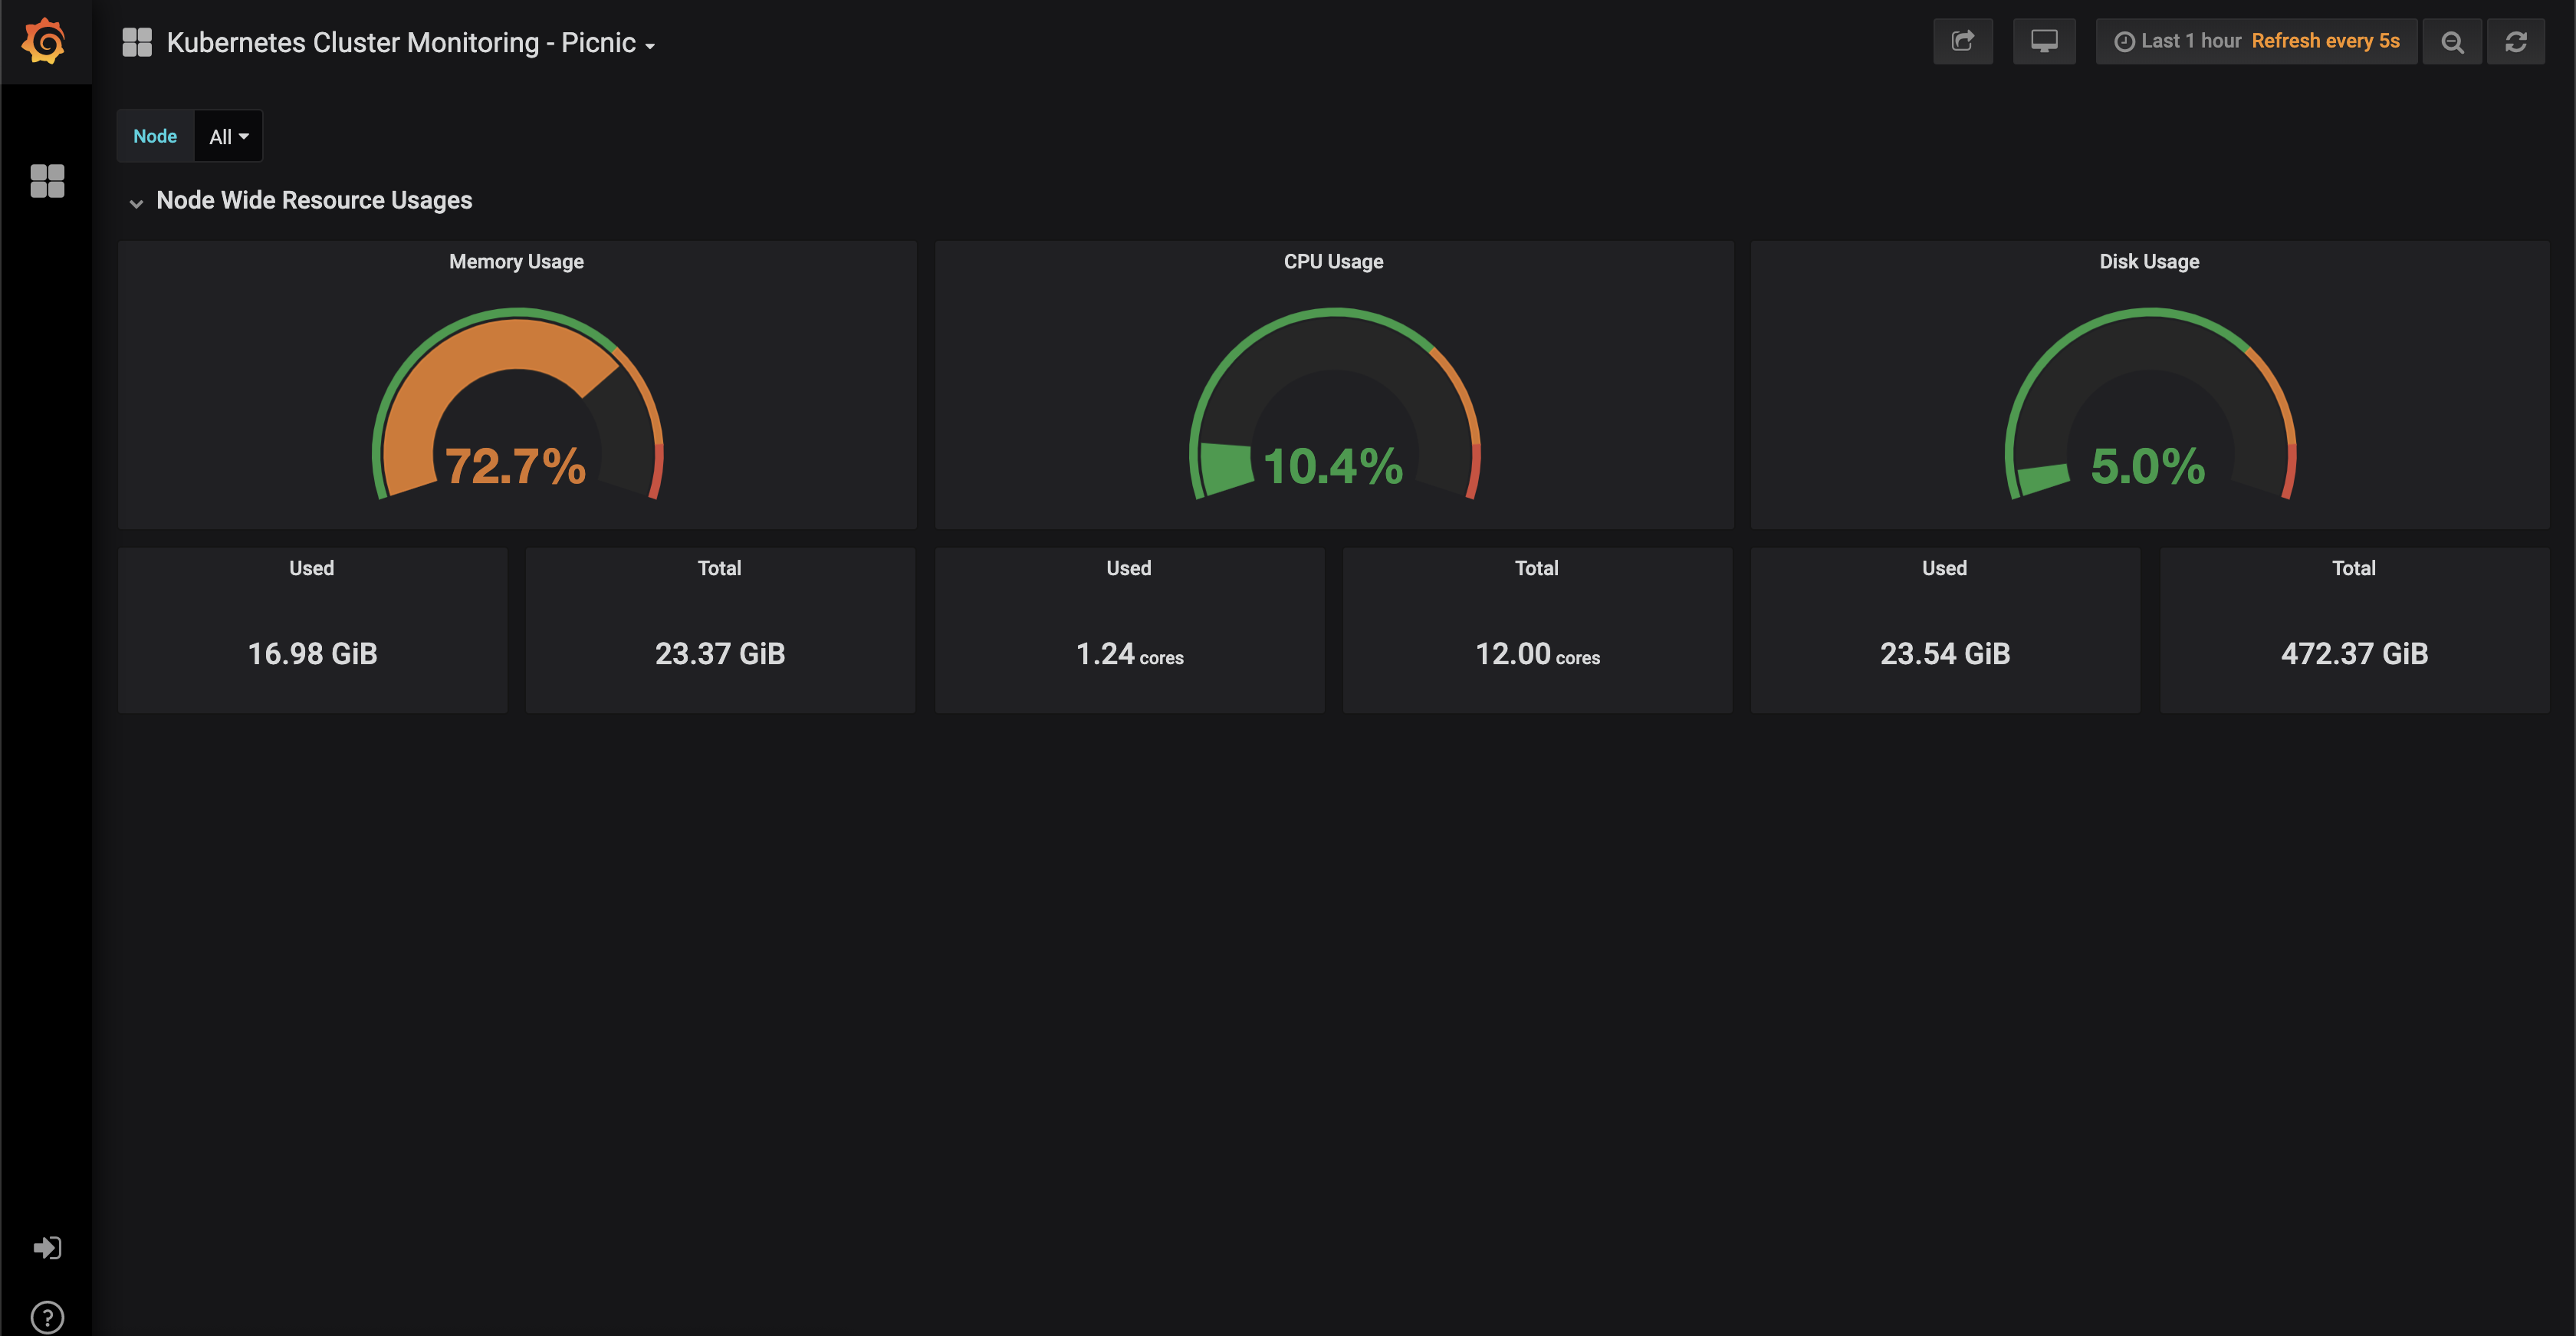 Kubernetes Cluster Monitoring - Picnic
Last 1 hour Refresh every 5s
Node All
Node Wide Resource Usages
Memory Usage
72.7%
CPU Usage
10.4%
Disk Usage
5.0%
Used
16.98 GiB
Total
23.37 GiB
Used
1.24 cores
Total
12.00 cores
Used
23.54 GiB
Total
472.37 GiB
?